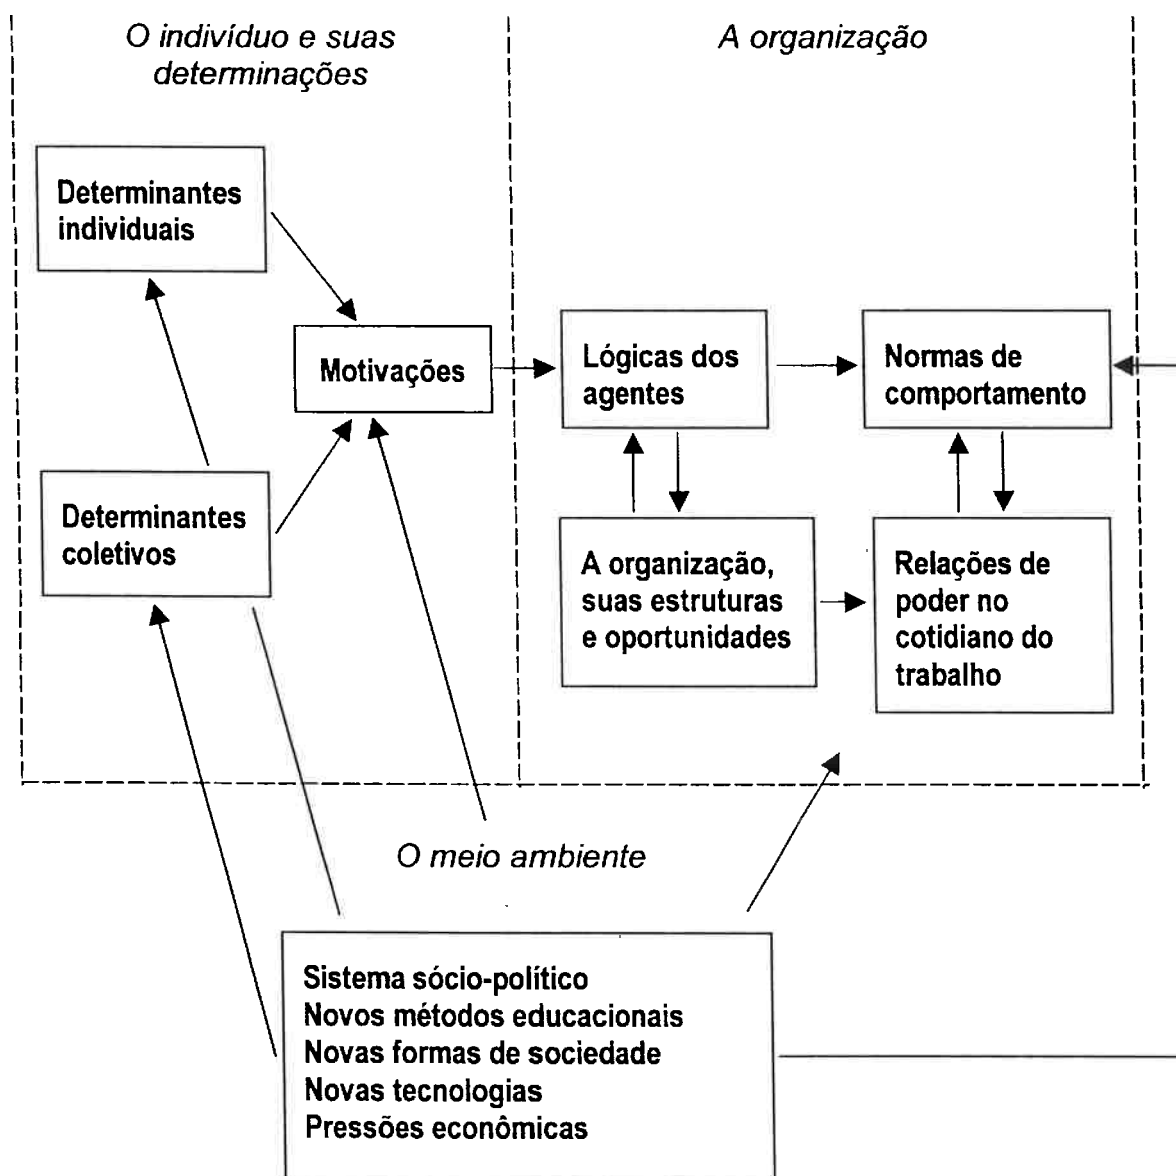 O indivíduo e suas
determinações
A organização
Determinantes
individuais
Motivações
Lógicas dos
agentes
Normas de
comportamento
Determinantes
coletivos
A organização,
suas estruturas
e oportunidades
Relações de
poder no
cotidiano do
trabalho
O meio ambiente
Sistema sócio-político
Novos métodos educacionais
Novas formas de sociedade
Novas tecnologias
Pressões econômicas